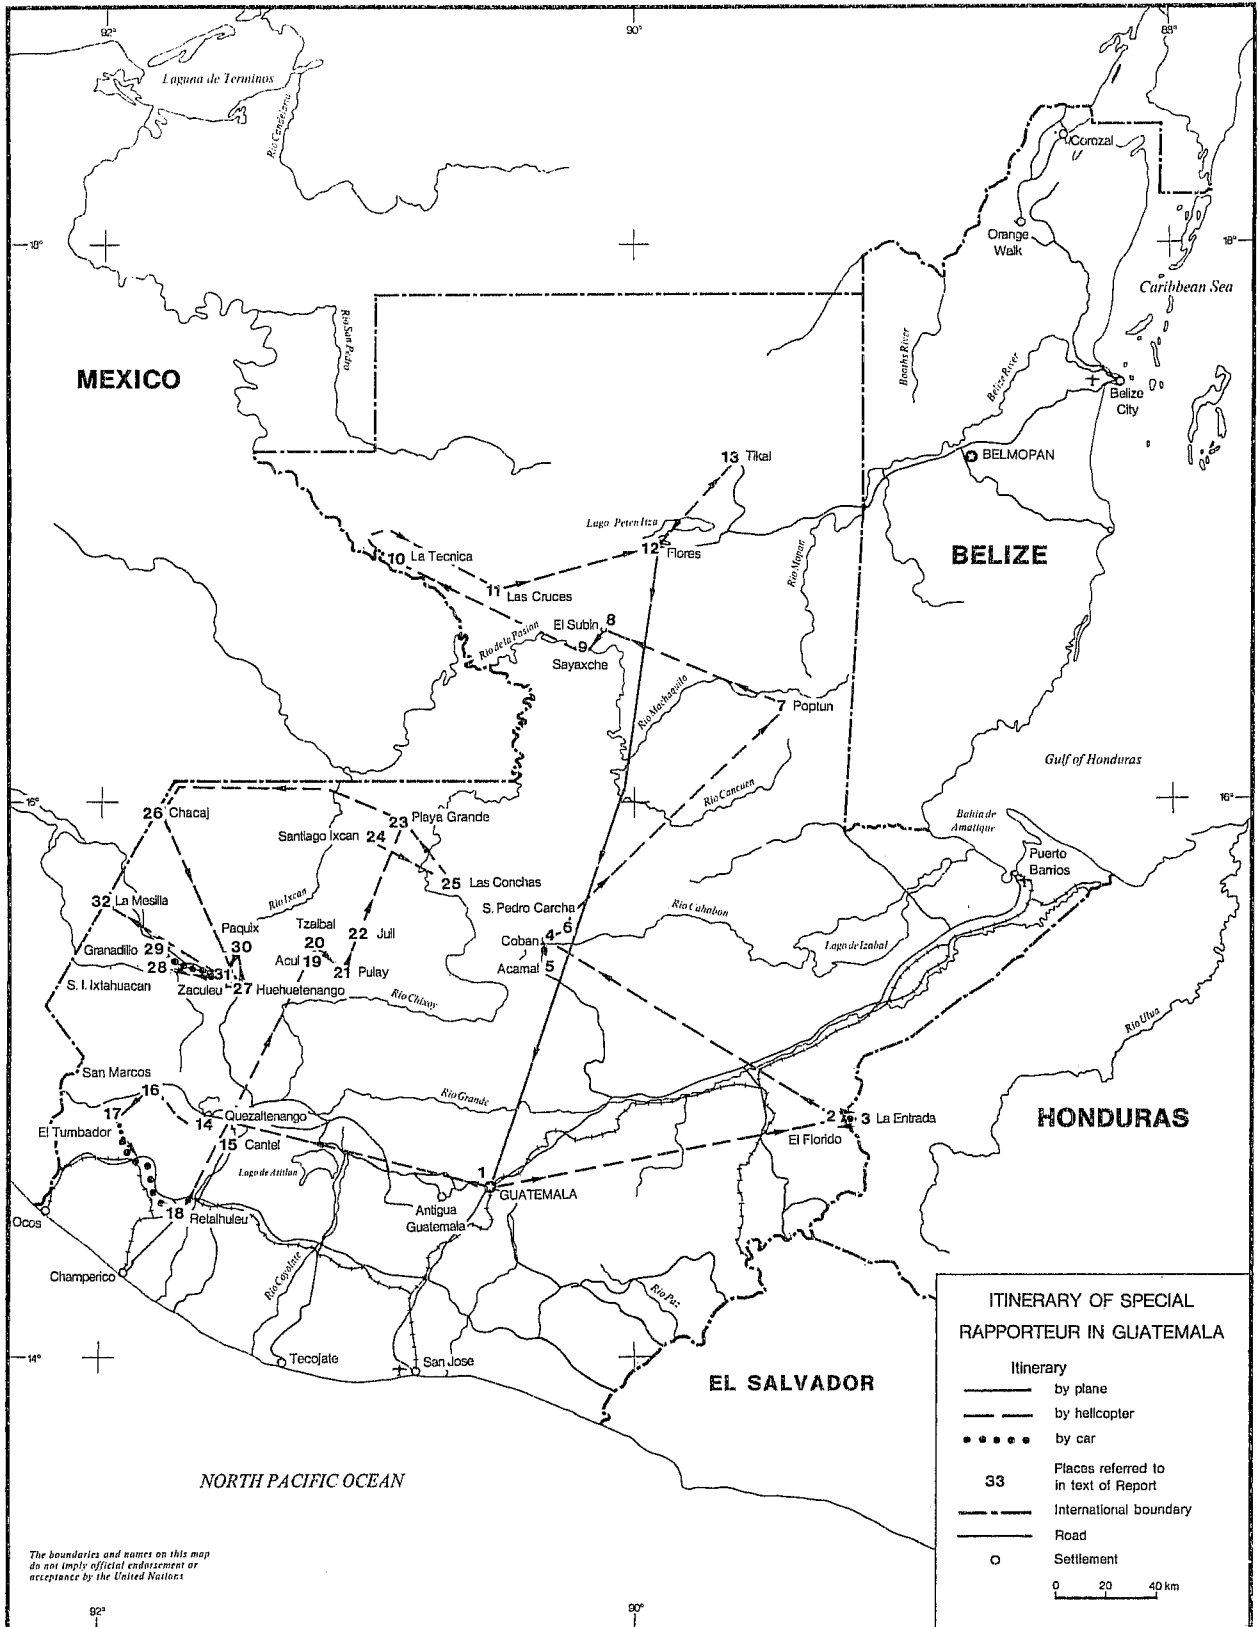 92°
90°
88°
Laguna de Terminos
Rio Candelaria
Corozal
Orange
Walk
18°
18°
Caribbean Sea
Rio San Pedro
MEXICO
Booths River
Belize River
Belize
City
13 Tikal
BELMOPAN
Lago Peten Itza
12 Flores
10 La Tecnica
BELIZE
Rio Mopan
11 Las Cruces
El Subin 8
Rio de la Pasion
9
Sayaxche
Rio Machaquila
7 Poptun
Gulf of Honduras
Rio Cancuen
16°
16°
26 Chacaj
23 Playa Grande
Bahia de
Amatique
Santiago Ixcan 24
Puerto
Barrios
25 Las Conchas
32 La Mesilla
Rio Ixcan
S. Pedro Carcha
Rio Cahabon
Paquix
30
Tzalbal
20
22 Juil
6
Coban 4
Granadillo 29
Acul 19
21 Pulay
Acamal 5
Lago de Izabal
28
S. I. Ixtahuacan
31
Zaculeu 27 Huehuetenango
Rio Chixoy
Rio Ulua
San Marcos
16
Rio Grande
17
14 Quezaltenango
2 3 La Entrada
HONDURAS
El Tumbador
15 Cantel
El Florido
Lago de Atitlan
1
GUATEMALA
Antigua
Guatemala
Ocos
18 Retalhuleu
Champerico
Rio Coyolate
Rio Paz
14°
Tecojate
San Jose
EL SALVADOR
NORTH PACIFIC OCEAN
ITINERARY OF SPECIAL
RAPPORTEUR IN GUATEMALA
Itinerary
by plane
by helicopter
by car
33 Places referred to
in text of Report
International boundary
Road
Settlement
0 20 40 km
The boundaries and names on this map
do not imply official endorsement or
acceptance by the United Nations
92°
90°